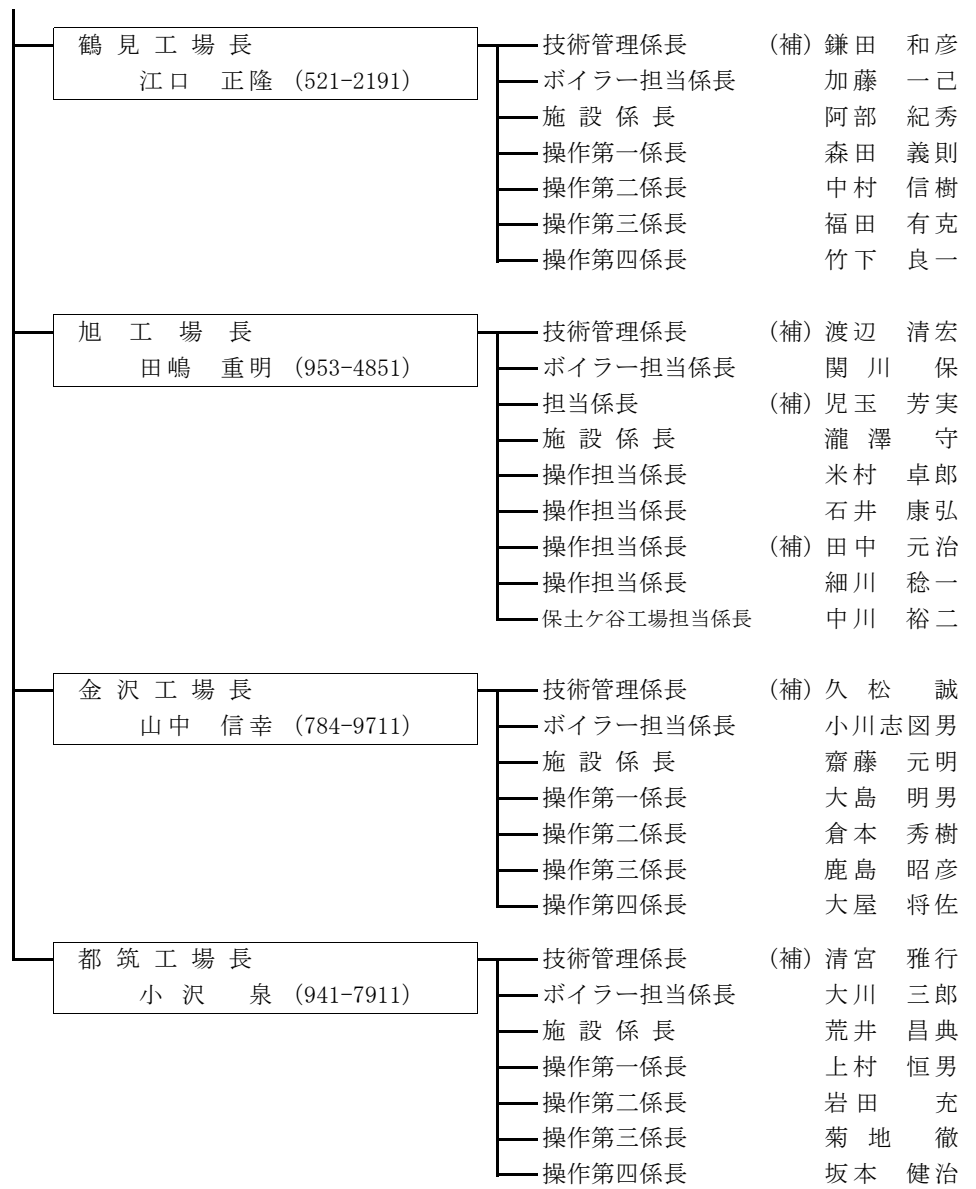 鶴見工場長
江口 正隆 (521-2191)
技術管理係長 (補) 鎌田 和彦
ボイラー担当係長 加藤 一己
施設係長 阿部 紀秀
操作第一係長 森田 義則
操作第二係長 中村 信樹
操作第三係長 福田 有克
操作第四係長 竹下 良一
旭工場長
田嶋 重明 (953-4851)
技術管理係長 (補) 渡辺 清宏
ボイラー担当係長 関川 保
担当係長 (補) 児玉 芳実
施設係長 瀧澤 守
操作担当係長 米村 卓郎
操作担当係長 石井 康弘
操作担当係長 (補) 田中 元治
操作担当係長 細川 稔一
保土ケ谷工場担当係長 中川 裕二
金沢工場長
山中 信幸 (784-9711)
技術管理係長 (補) 久松 誠
ボイラー担当係長 小川志図男
施設係長 齋藤 元明
操作第一係長 大島 明男
操作第二係長 倉本 秀樹
操作第三係長 鹿島 昭彦
操作第四係長 大屋 将佐
都筑工場長
小沢 泉 (941-7911)
技術管理係長 (補) 清宮 雅行
ボイラー担当係長 大川 三郎
施設係長 荒井 昌典
操作第一係長 上村 恒男
操作第二係長 岩田 充
操作第三係長 菊地 徹
操作第四係長 坂本 健治